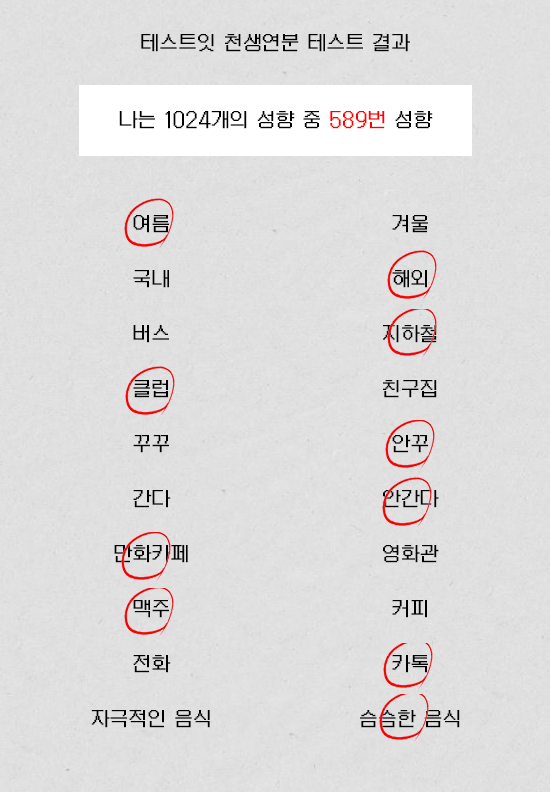 테스트잇 천생연분 테스트 결과
나는 1024개의 성향 중 589번 성향
여름 겨울
국내 해외
버스 지하철
클럽 친구집
꾸꾸 안꾸
간다 안간다
만화카페 영화관
맥주 커피
전화 카톡
자극적인 음식 슴슴한 음식